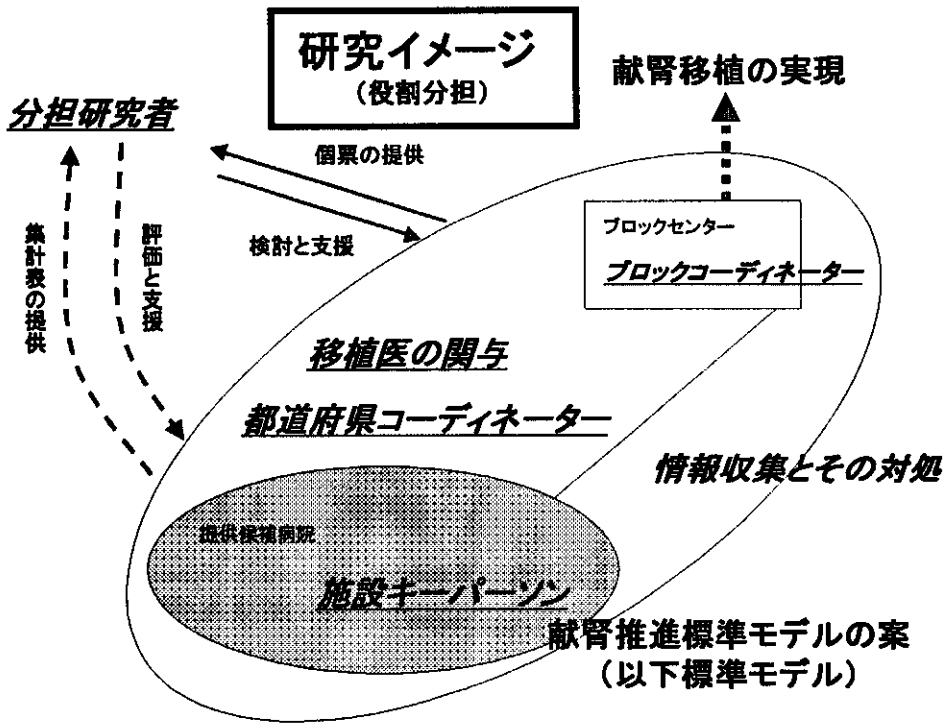 研究イメージ
(役割分担)
献腎移植の実現
分担研究者
個票の提供
検討と支援
集計表の提供
評価と支援
ブロックセンター
ブロックコーディネーター
移植医の関与
都道府県コーディネーター
情報収集とその対処
提供候補病院
施設キーパーソン
献腎推進標準モデルの案
(以下標準モデル)